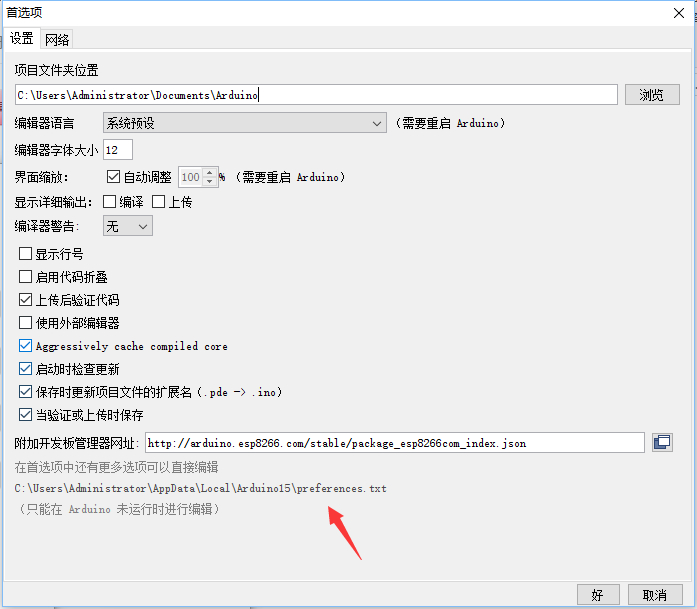 首选项
设置 网络
项目文件夹位置
C:\Users\Administrator\Documents\Arduino 浏览
编辑器语言 系统预设 （需要重启 Arduino）
编辑器字体大小 12
界面缩放： 自动调整 100 % （需要重启 Arduino）
显示详细输出： 编译 上传
编译器警告: 无
显示行号
启用代码折叠
上传后验证代码
使用外部编辑器
Aggressively cache compiled core
启动时检查更新
保存时更新项目文件的扩展名（.pde -> .ino）
当验证或上传时保存
附加开发板管理器网址: http://arduino.esp8266.com/stable/package_esp8266com_index.json
在首选项中还有更多选项可以直接编辑
C:\Users\Administrator\AppData\Local\Arduino15\preferences.txt
（只能在 Arduino 未运行时进行编辑）
好 取消